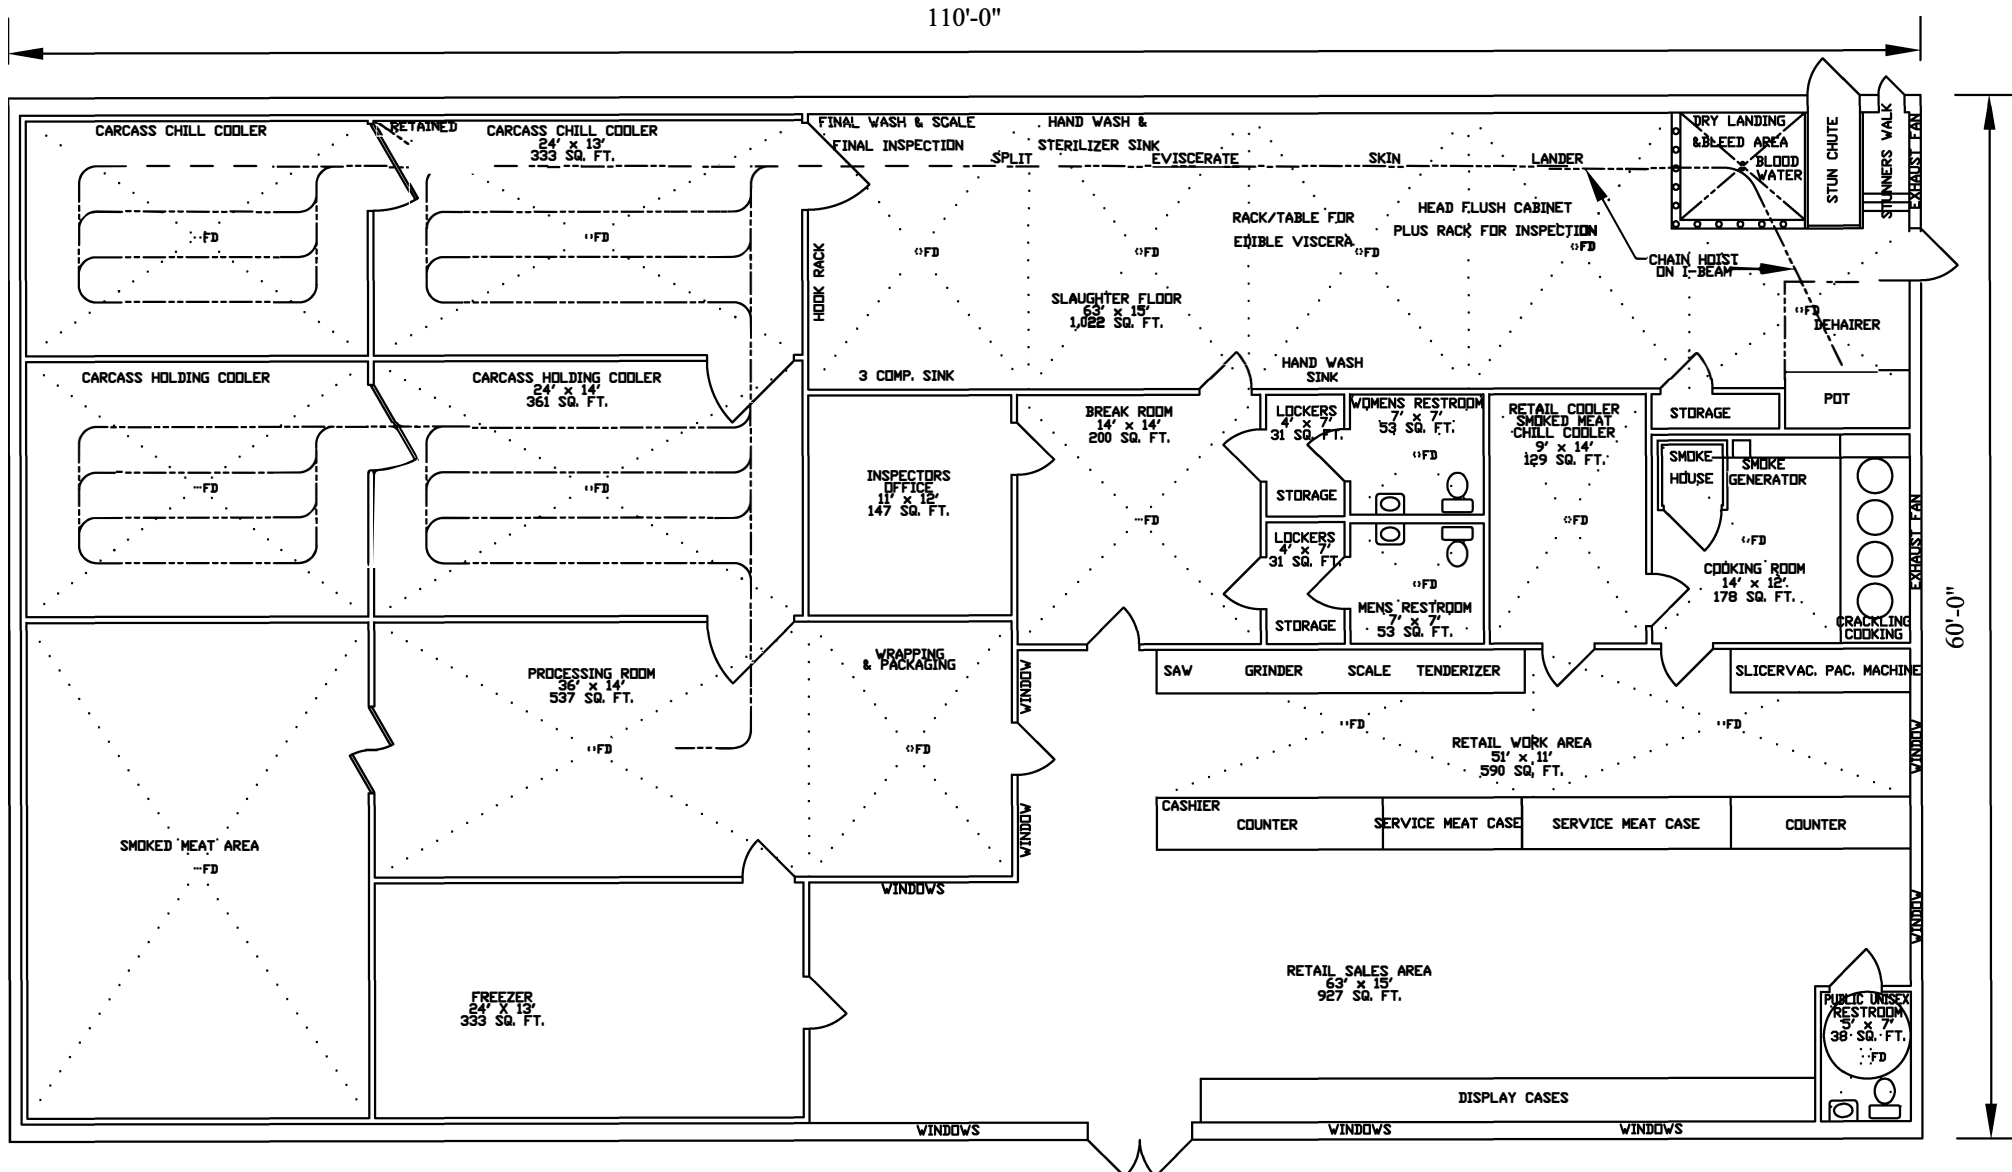 110'-0"
CARCASS CHILL COOLER
RETAINED
CARCASS CHILL COOLER
24' x 13'
333 SQ. FT.
FINAL WASH & SCALE
FINAL INSPECTION
HAND WASH &
STERILIZER SINK
SPLIT
EVISCERATE
SKIN
LANDER
DRY LANDING
&BLEED AREA
BLOOD
WATER
STUN CHUTE
STUNNERS WALK
EXHAUST FAN
FD
FD
HOOK RACK
FD
FD
RACK/TABLE FOR
EDIBLE VISCERA
FD
HEAD FLUSH CABINET
PLUS RACK FOR INSPECTION
FD
CHAIN HOIST
ON I-BEAM
SLAUGHTER FLOOR
63' x 15'
1,022 SQ. FT.
FD
DEHAIRER
3 COMP. SINK
HAND WASH
SINK
POT
CARCASS HOLDING COOLER
CARCASS HOLDING COOLER
24' x 14'
361 SQ. FT.
FD
FD
INSPECTORS
OFFICE
11' x 12'
147 SQ. FT.
BREAK ROOM
14' x 14'
200 SQ. FT.
FD
LOCKERS
4' x 7'
31 SQ. FT.
STORAGE
WOMENS RESTROOM
7' x 7'
53 SQ. FT.
FD
LOCKERS
4' x 7'
31 SQ. FT.
STORAGE
FD
MENS RESTROOM
7' x 7'
53 SQ. FT.
RETAIL COOLER
SMOKED MEAT
CHILL COOLER
9' x 14'
129 SQ. FT.
FD
STORAGE
SMOKE
HOUSE
SMOKE
GENERATOR
FD
COOKING ROOM
14' x 12'
178 SQ. FT.
EXHAUST FAN
CRACKLING
COOKING
60'-0"
PROCESSING ROOM
36' x 14'
537 SQ. FT.
FD
WRAPPING
& PACKAGING
FD
WINDOW
WINDOW
WINDOWS
SAW
GRINDER
SCALE
TENDERIZER
SLICER
VAC. PAC. MACHINE
FD
FD
RETAIL WORK AREA
51' x 11'
590 SQ. FT.
WINDOW
CASHIER
COUNTER
SERVICE MEAT CASE
SERVICE MEAT CASE
COUNTER
SMOKED MEAT AREA
FD
WINDOW
RETAIL SALES AREA
63' x 15'
927 SQ. FT.
FREEZER
24' X 13'
333 SQ. FT.
PUBLIC UNISEX
RESTROOM
5' x 7'
38 SQ. FT.
FD
DISPLAY CASES
WINDOWS
WINDOWS
WINDOWS